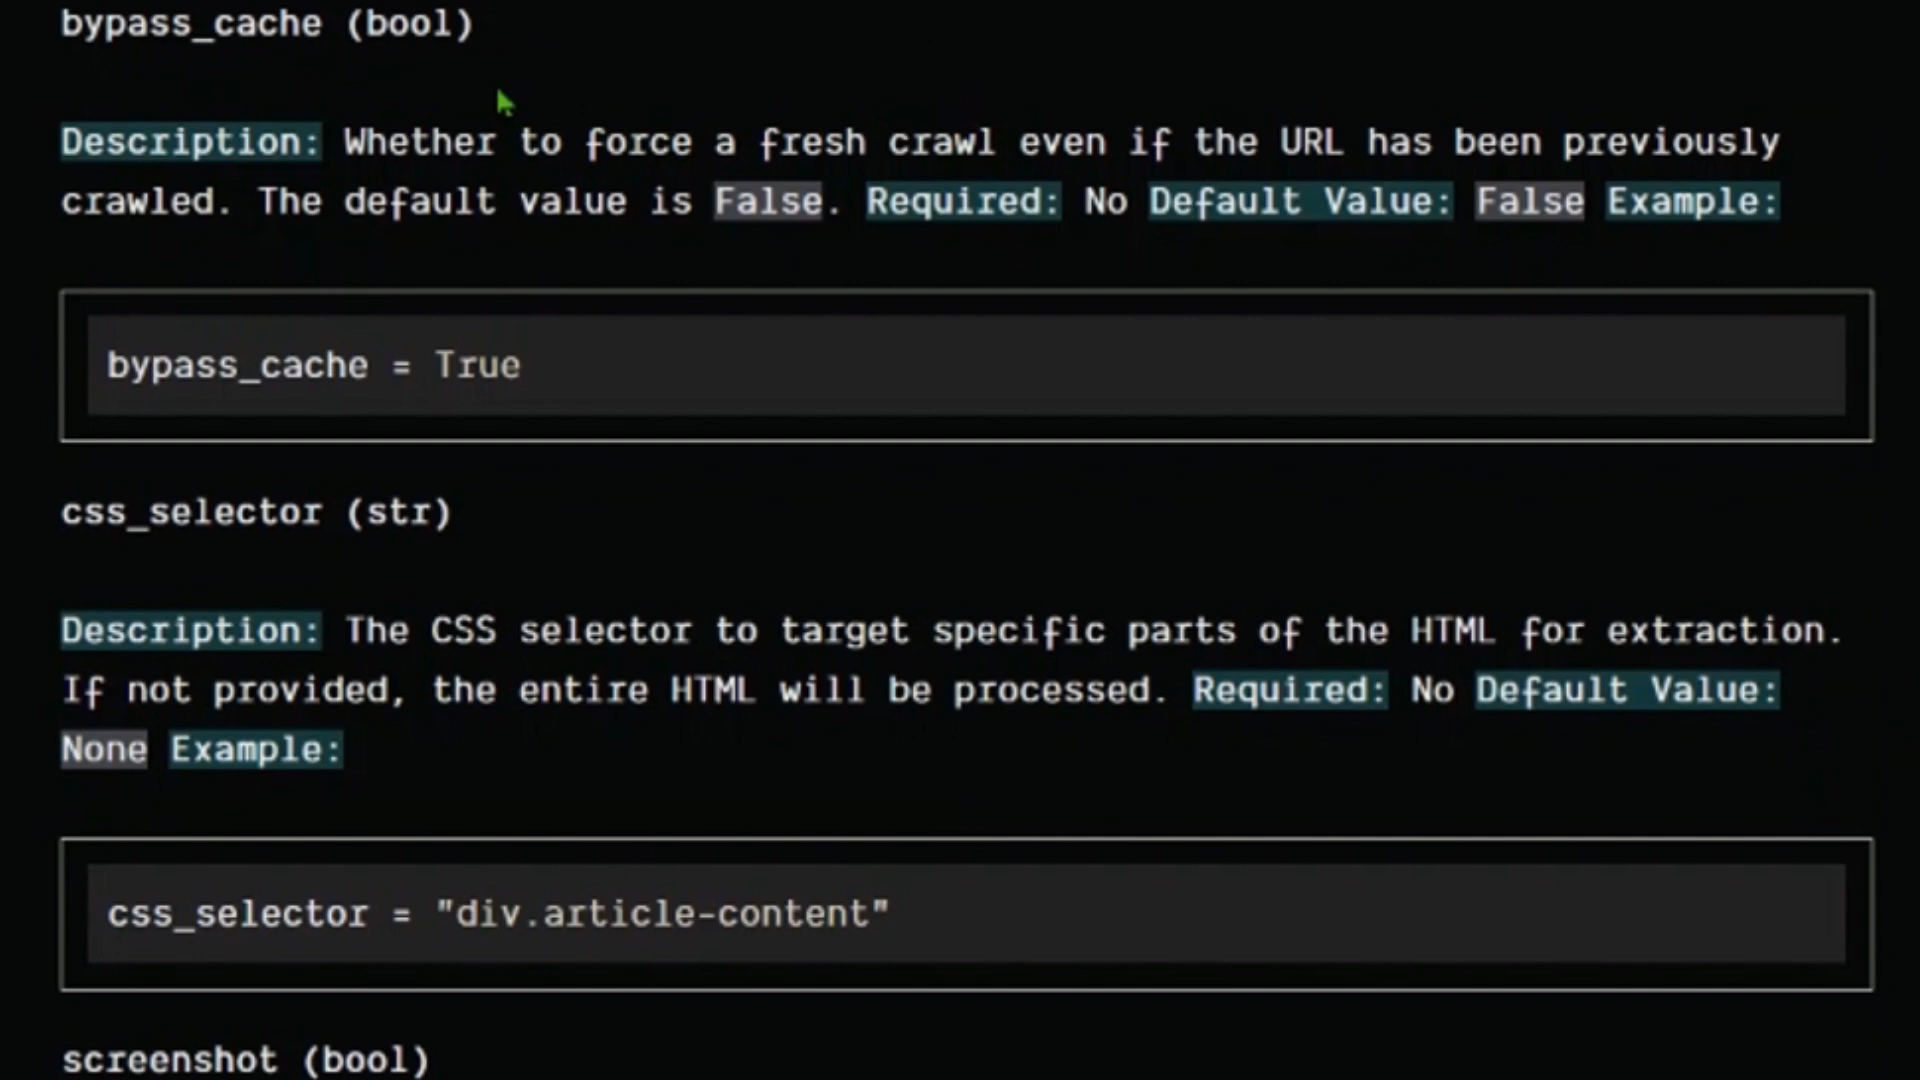 bypass_cache (bool)
Description: Whether to force a fresh crawl even if the URL has been previously
crawled. The default value is False. Required: No Default Value: False Example:
bypass_cache = True
css_selector (str)
Description: The CSS selector to target specific parts of the HTML for extraction.
If not provided, the entire HTML will be processed. Required: No Default Value:
None Example:
css_selector = "div.article-content"
screenshot (bool)